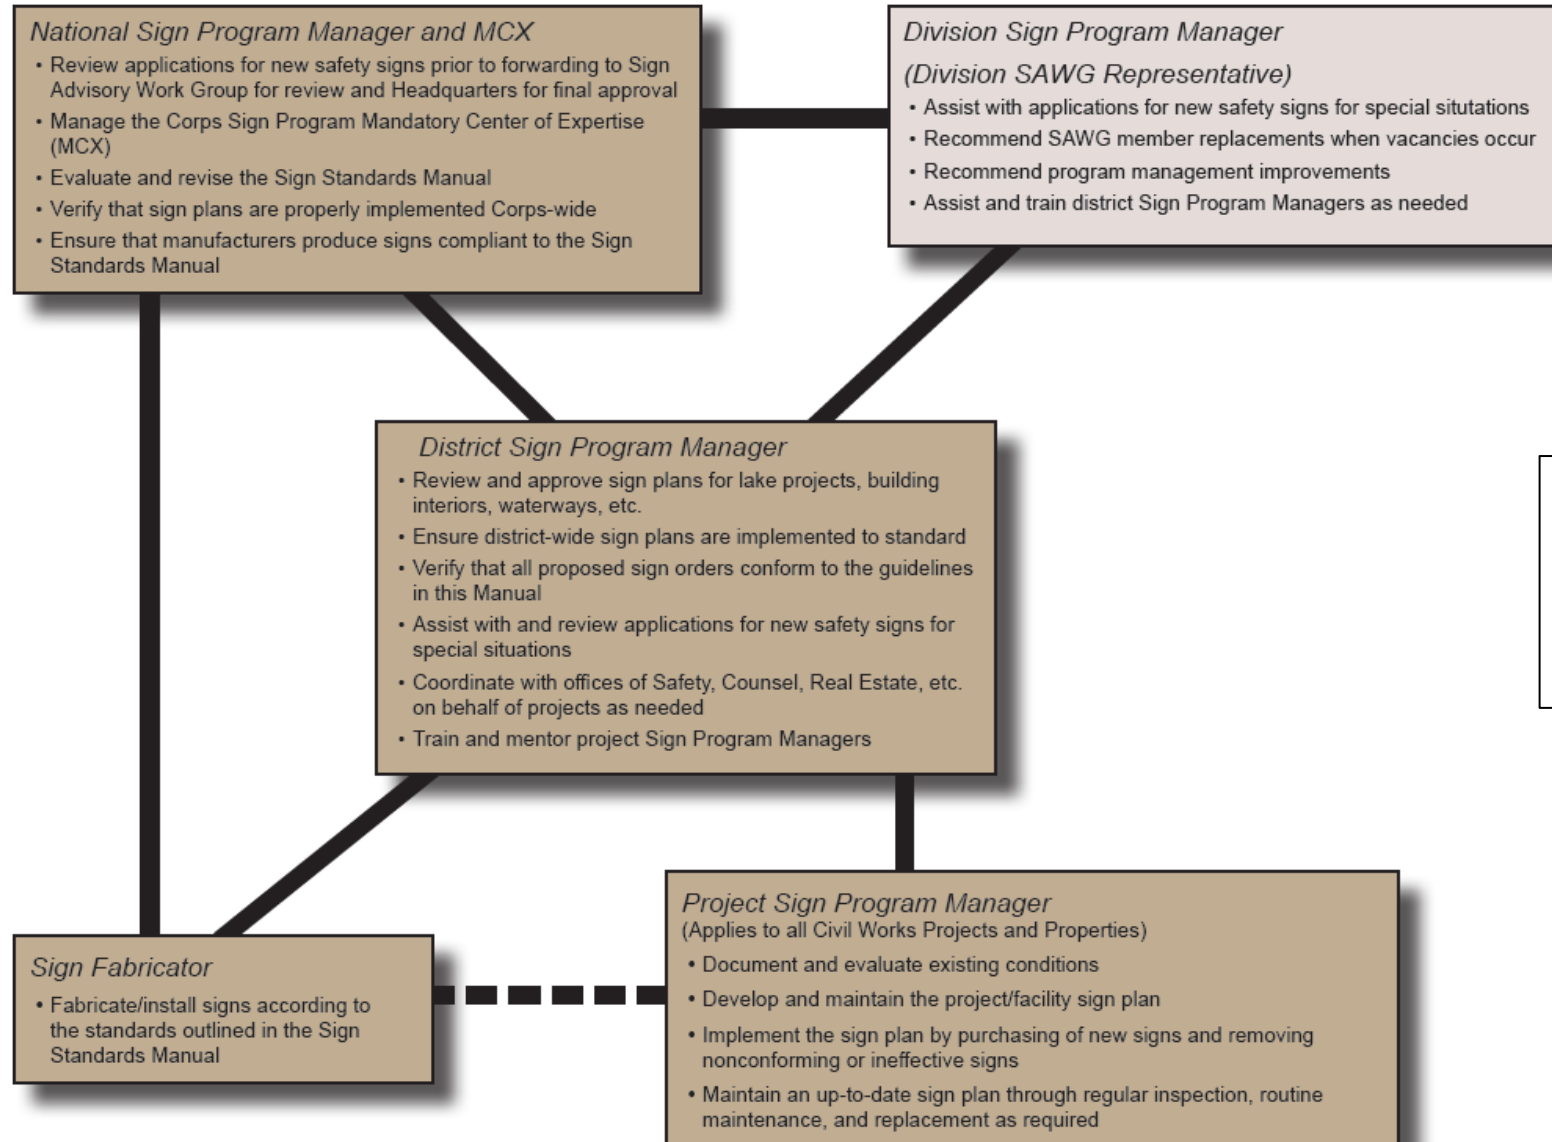 National Sign Program Manager and MCX
• Review applications for new safety signs prior to forwarding to Sign
Advisory Work Group for review and Headquarters for final approval
• Manage the Corps Sign Program Mandatory Center of Expertise
(MCX)
• Evaluate and revise the Sign Standards Manual
• Verify that sign plans are properly implemented Corps-wide
• Ensure that manufacturers produce signs compliant to the Sign
Standards Manual
Division Sign Program Manager
(Division SAWG Representative)
• Assist with applications for new safety signs for special situtations
• Recommend SAWG member replacements when vacancies occur
• Recommend program management improvements
• Assist and train district Sign Program Managers as needed
District Sign Program Manager
• Review and approve sign plans for lake projects, building
interiors, waterways, etc.
• Ensure district-wide sign plans are implemented to standard
• Verify that all proposed sign orders conform to the guidelines
in this Manual
• Assist with and review applications for new safety signs for
special situations
• Coordinate with offices of Safety, Counsel, Real Estate, etc.
on behalf of projects as needed
• Train and mentor project Sign Program Managers
Sign Fabricator
• Fabricate/install signs according to
the standards outlined in the Sign
Standards Manual
Project Sign Program Manager
(Applies to all Civil Works Projects and Properties)
• Document and evaluate existing conditions
• Develop and maintain the project/facility sign plan
• Implement the sign plan by purchasing of new signs and removing
nonconforming or ineffective signs
• Maintain an up-to-date sign plan through regular inspection, routine
maintenance, and replacement as required